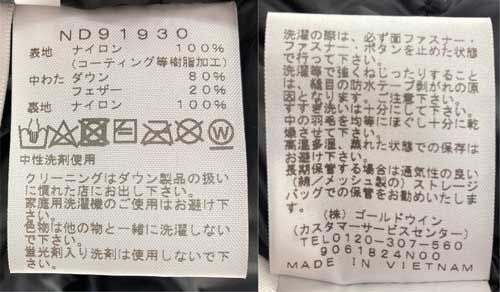 ND91930
表地 ナイロン 100%
(コーティング等樹脂加工)
中わた ダウン 80%
フェザー 20%
裏地 ナイロン 100%
中性洗剤使用
クリーニングはダウン製品の扱い
に慣れた店にお出し下さい。
家庭用洗濯機のご使用はお避け下
さい。
色物は他の物と一緒に洗濯しない
で下さい。
蛍光剤入り洗剤は使用しないで下
さい。
洗濯の際は、必ず面ファスナー・
ファスナー・ボタンを止めた状態
で行って下さい。
洗濯等で強くねじったりすること
は、縫目の防水テープ剥がれの原
因となります。ご注意下さい。
すすぎ洗いは十分にして下さい。
中の羽毛を均等にほぐし十分に乾
燥させて下さい。
高温多湿、蒸れた状態での保存は
お避け下さい。
長期保管する場合は通気性の良い
(綿/メッシュ製の)ストレージ
バッグでの保管をお勧めいたしま
す。
(株)ゴールドウイン
(カスタマーサービスセンター)
TEL0120-307-560
9061824N00
MADE IN VIETNAM